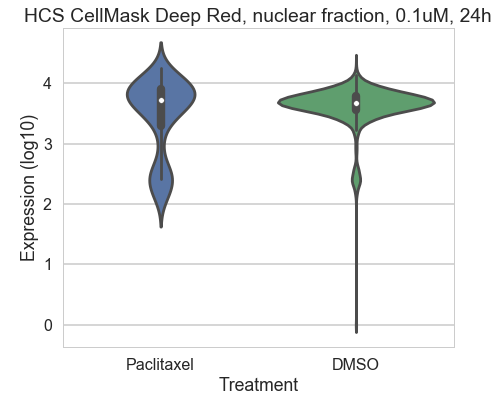 HCS CellMask Deep Red, nuclear fraction, 0.1uM, 24h
Expression (log10)
4
3
2
1
0
Paclitaxel DMSO
Treatment